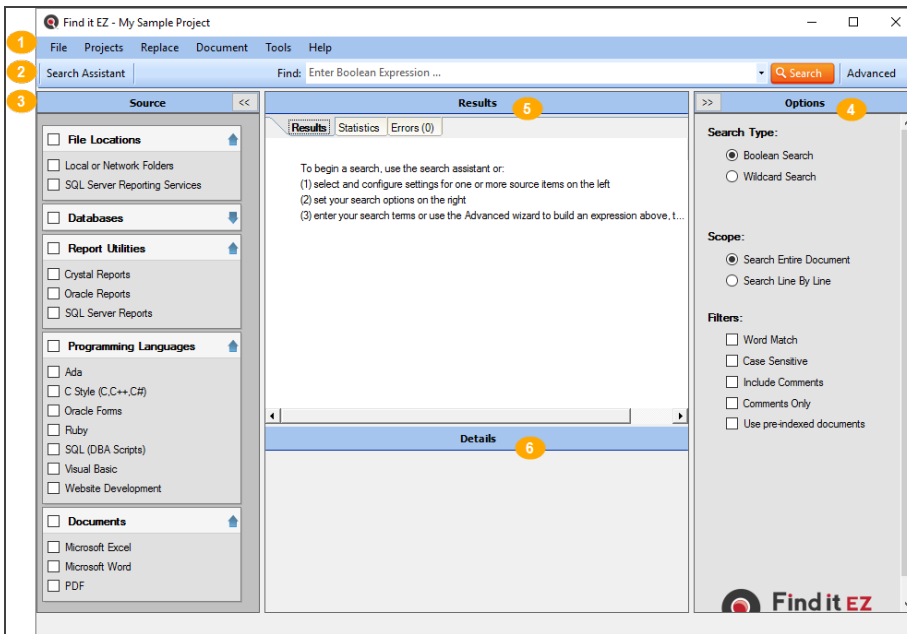 Find it EZ - My Sample Project
1
File Projects Replace Document Tools Help
2
Search Assistant Find: Enter Boolean Expression ... Search Advanced
3
Source <<
File Locations
Local or Network Folders
SQL Server Reporting Services
Databases
Report Utilities
Crystal Reports
Oracle Reports
SQL Server Reports
Programming Languages
Ada
C Style (C,C++,C#)
Oracle Forms
Ruby
SQL (DBA Scripts)
Visual Basic
Website Development
Documents
Microsoft Excel
Microsoft Word
PDF
Results
5
Results Statistics Errors (0)
To begin a search, use the search assistant or:
(1) select and configure settings for one or more source items on the left
(2) set your search options on the right
(3) enter your search terms or use the Advanced wizard to build an expression above, t...
Details
6
>> Options
4
Search Type:
Boolean Search
Wildcard Search
Scope:
Search Entire Document
Search Line By Line
Filters:
Word Match
Case Sensitive
Include Comments
Comments Only
Use pre-indexed documents
Find it EZ